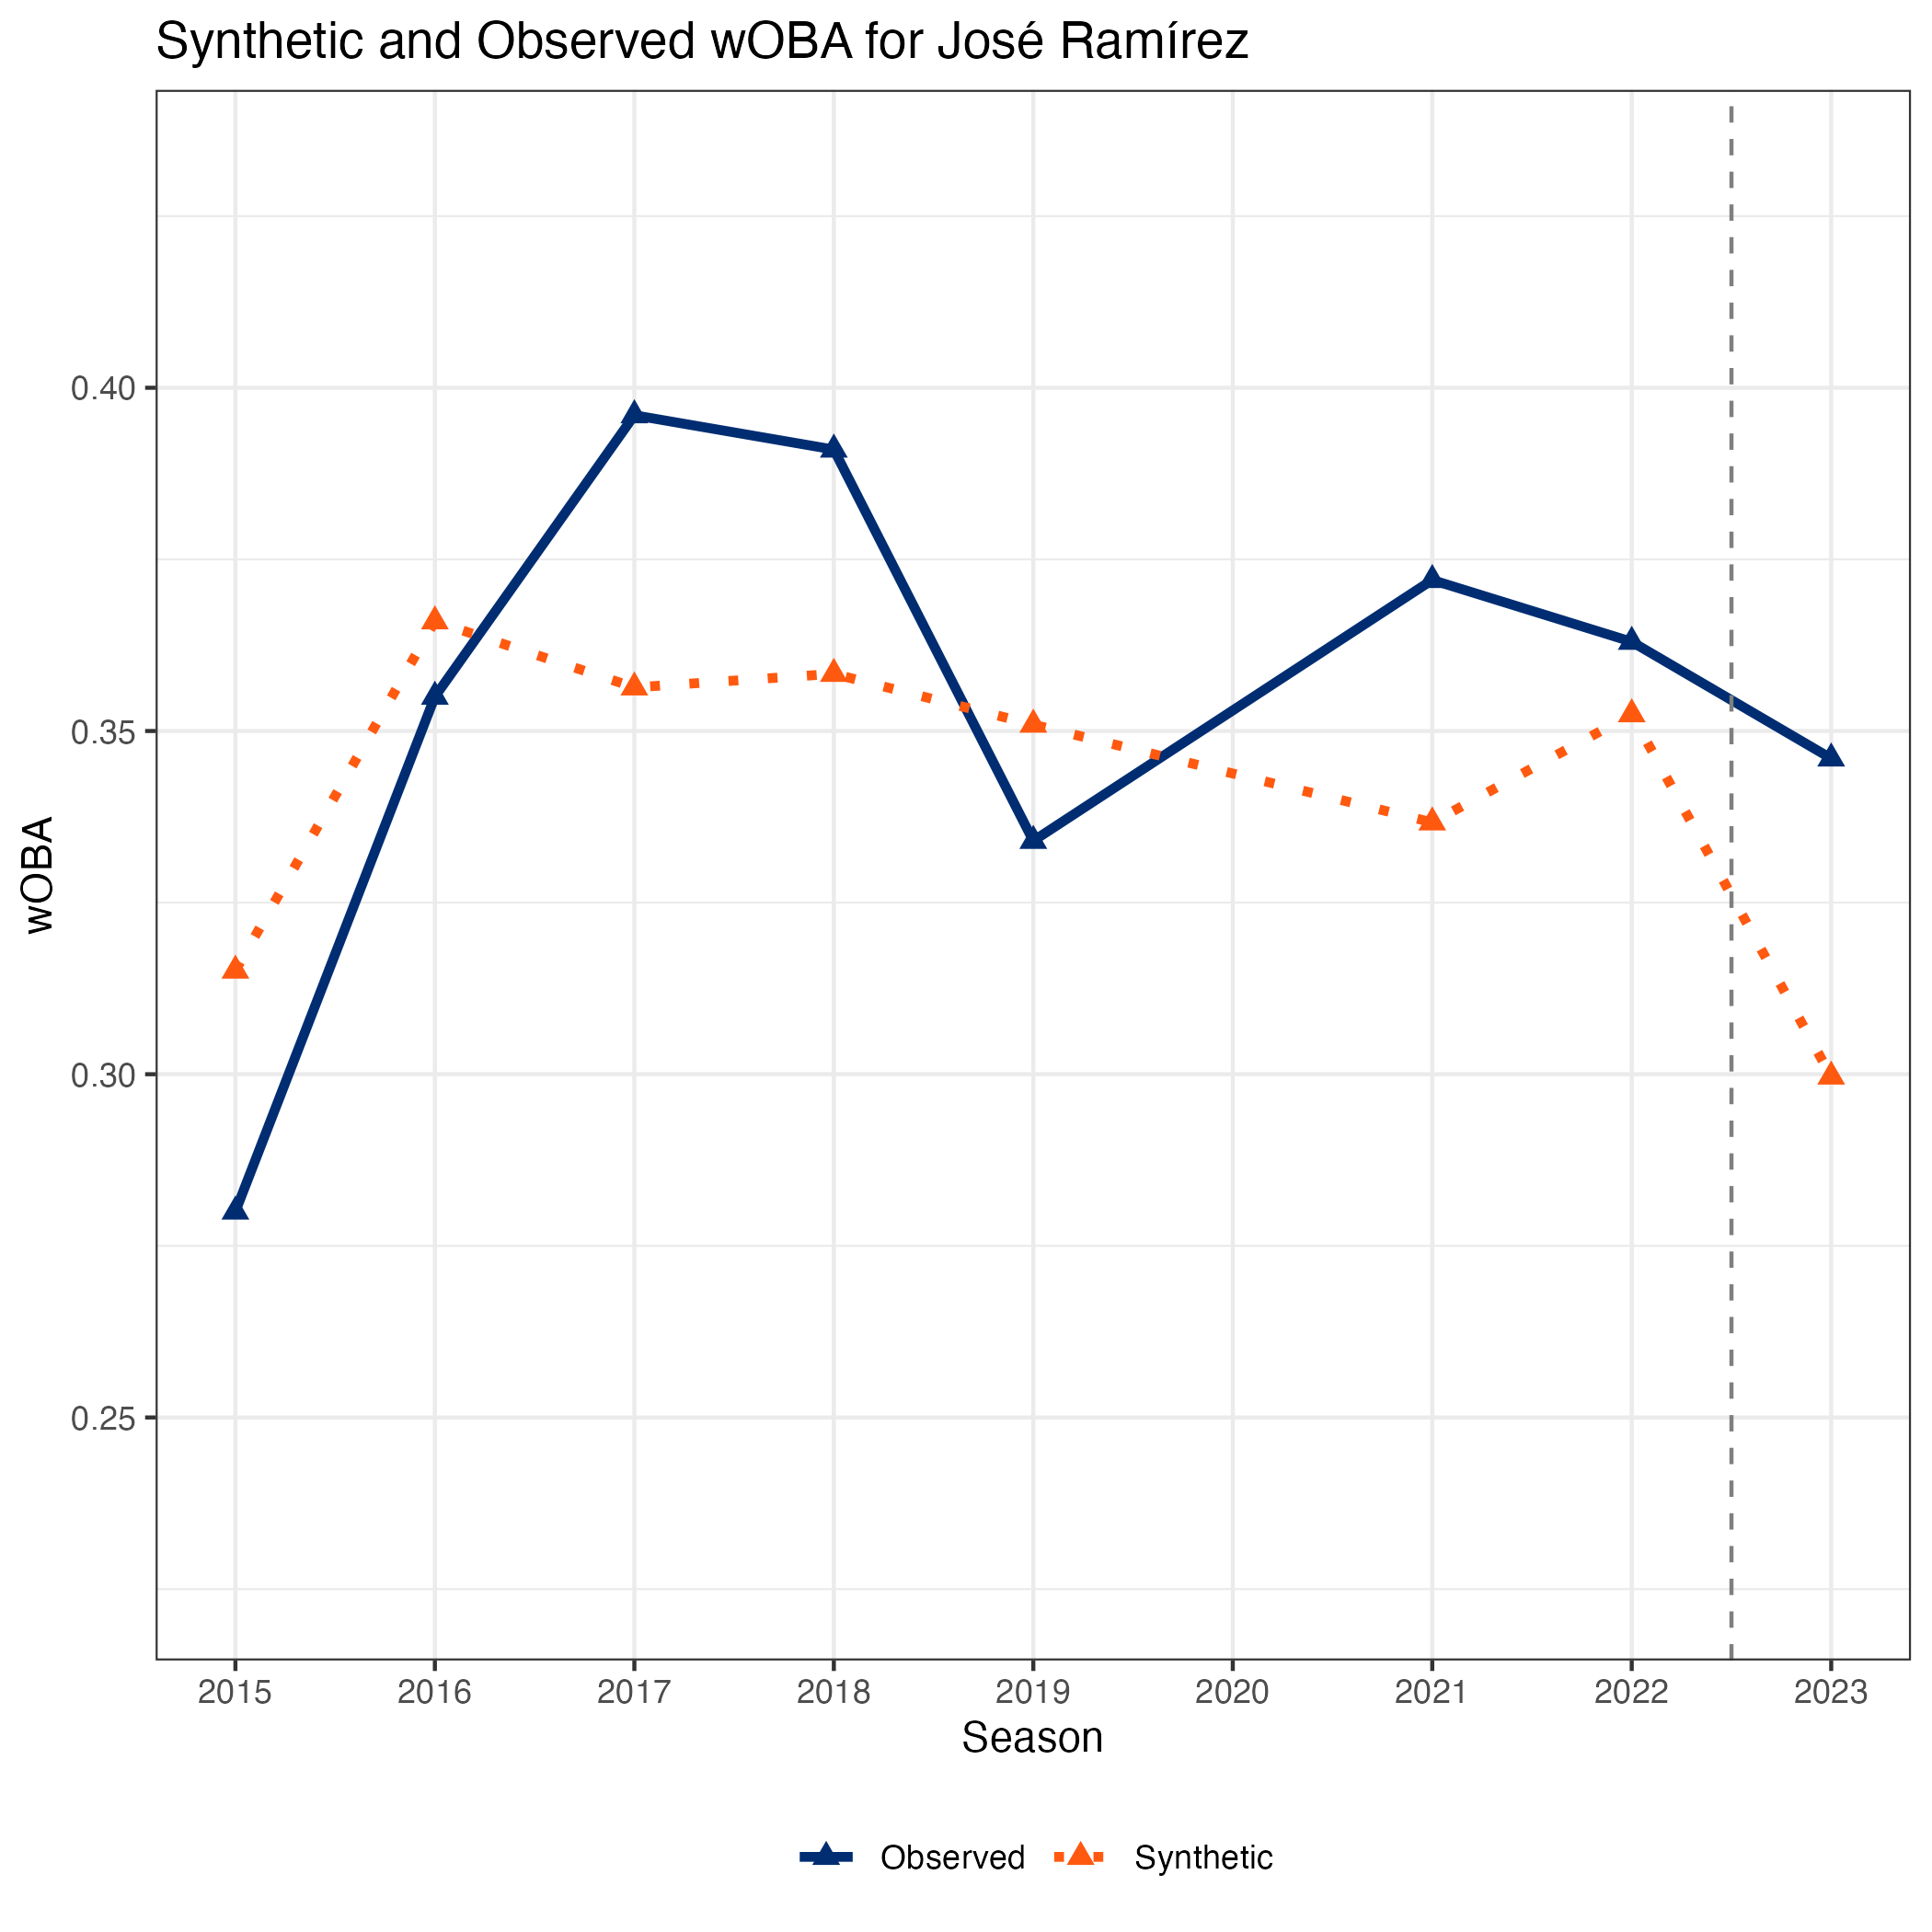 Synthetic and Observed wOBA for José Ramírez
wOBA
0.40
0.35
0.30
0.25
2015 2016 2017 2018 2019 2020 2021 2022 2023
Season
Observed Synthetic